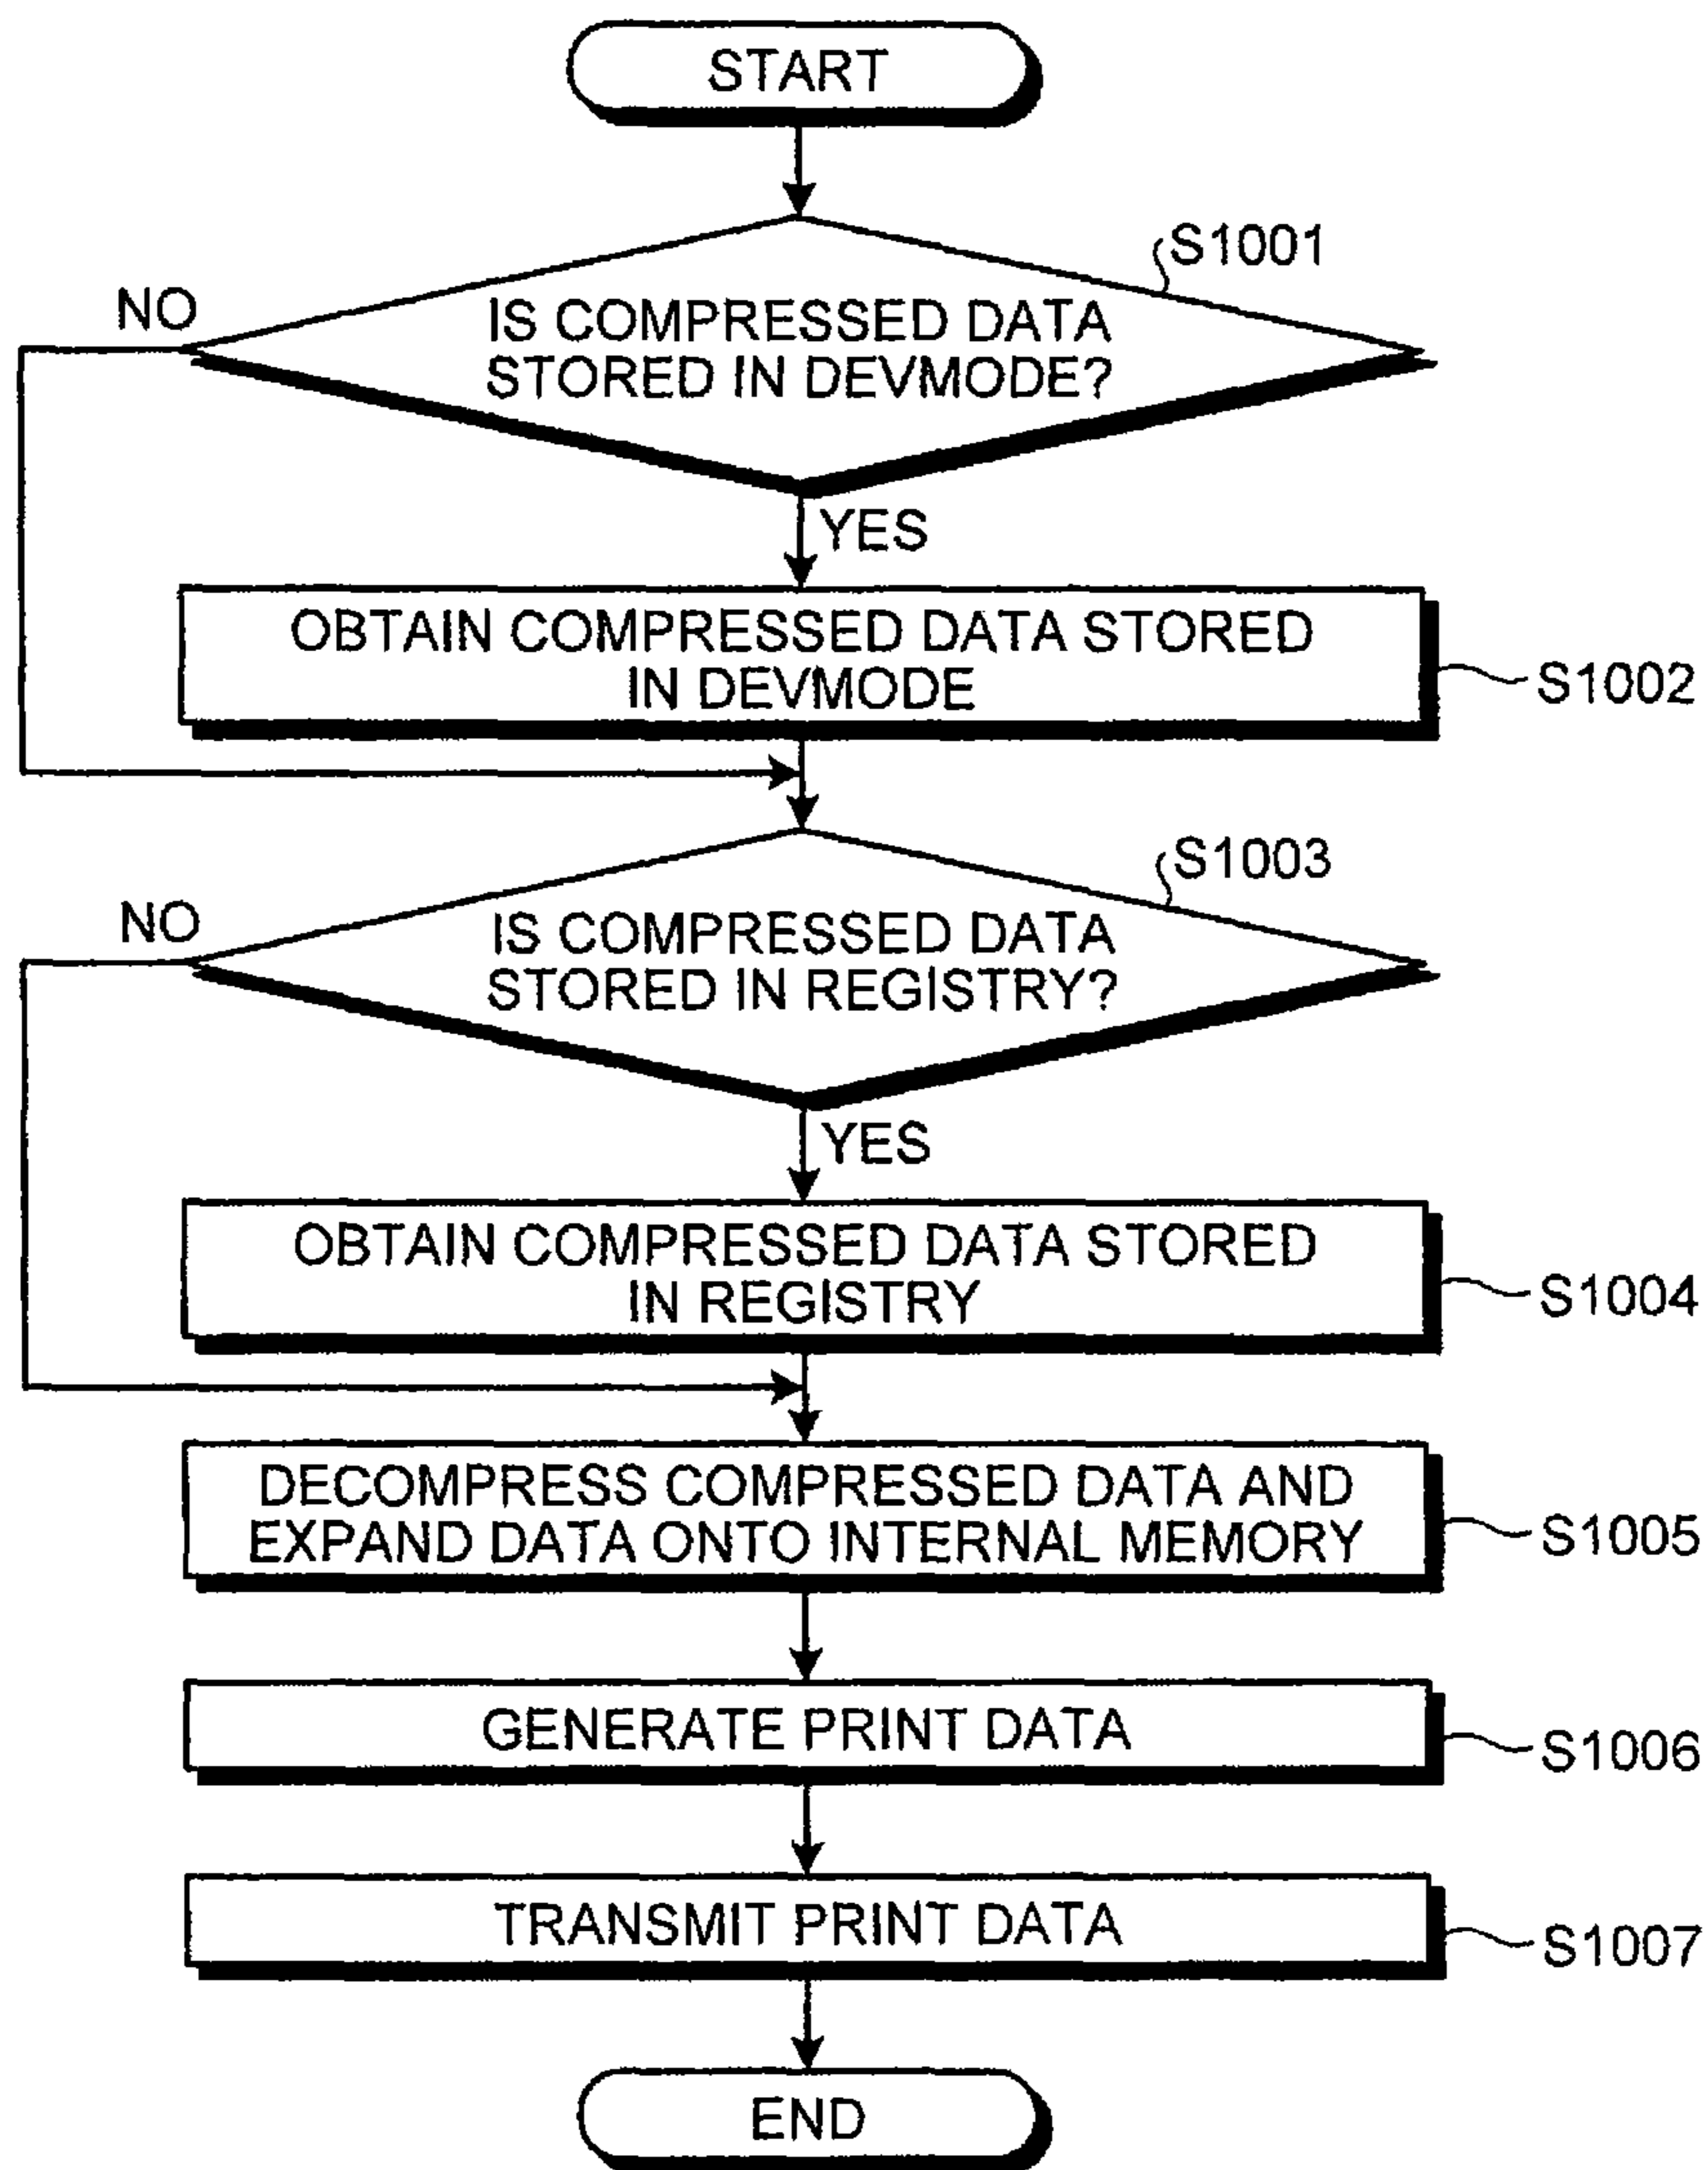 START
S1001
NO
IS COMPRESSED DATA
STORED IN DEVMODE?
YES
OBTAIN COMPRESSED DATA STORED
IN DEVMODE
S1002
S1003
NO
IS COMPRESSED DATA
STORED IN REGISTRY?
YES
OBTAIN COMPRESSED DATA STORED
IN REGISTRY
S1004
DECOMPRESS COMPRESSED DATA AND
EXPAND DATA ONTO INTERNAL MEMORY
S1005
GENERATE PRINT DATA
S1006
TRANSMIT PRINT DATA
S1007
END